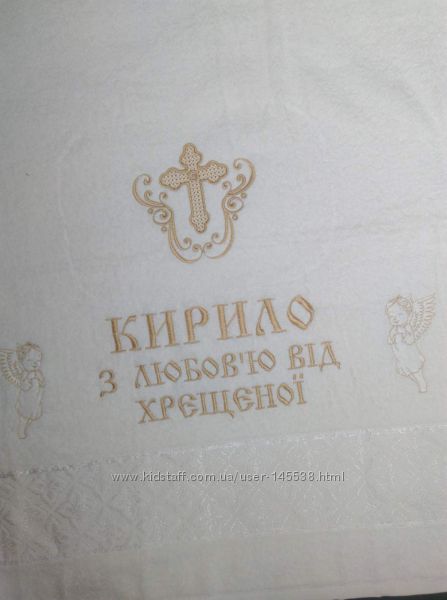 КИРИЛО
З ЛЮБОВ'Ю ВІД
ХРЕЩЕНОЇ
www.kidstaff.com.ua/user-145538.html